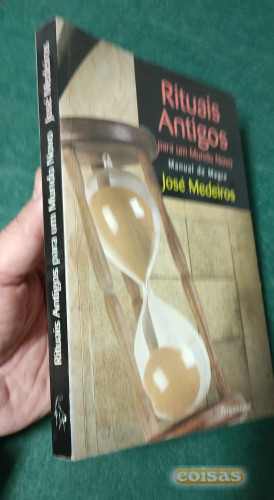 Rituais
Antigos
para um Mundo Novo
Manual de Magia
José Medeiros
Rituais Antigos para um Mundo Novo José Medeiros
coisas